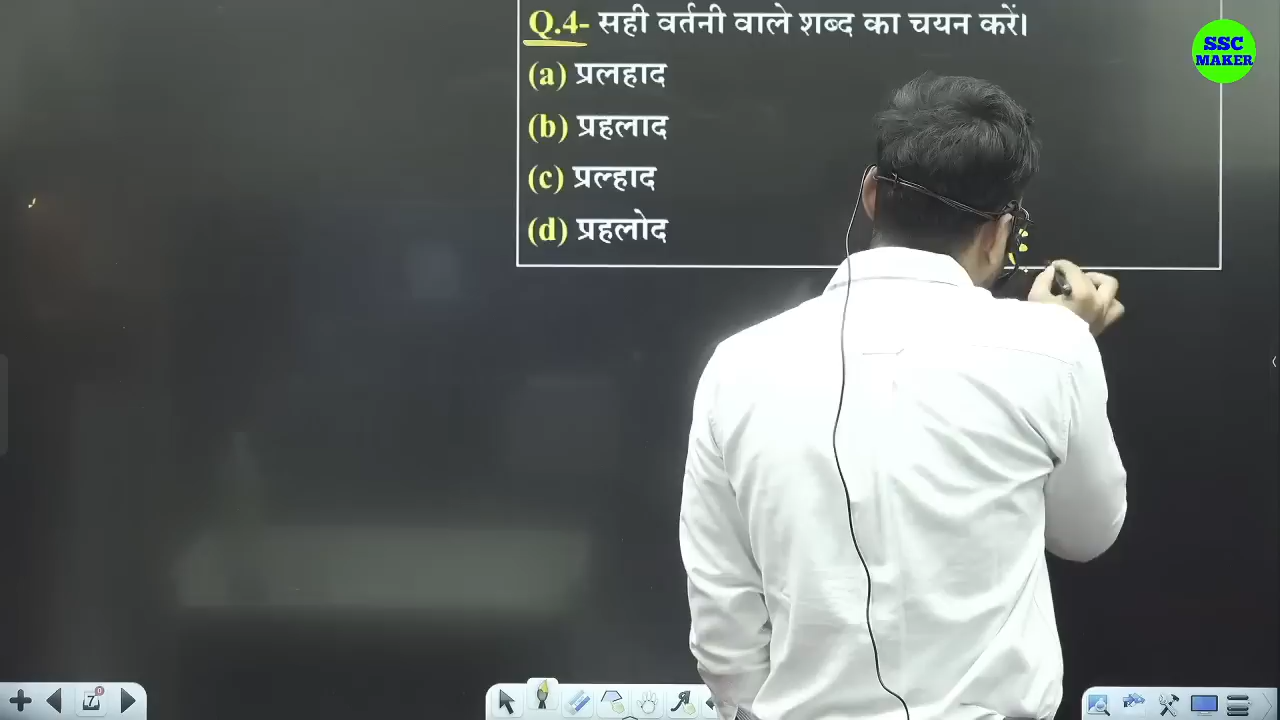 Q.4- सही वर्तनी वाले शब्द का चयन करें।
(a) प्रलहाद
(b) प्रहलाद
(c) प्रल्हाद
(d) प्रहलोद
SSC
MAKER